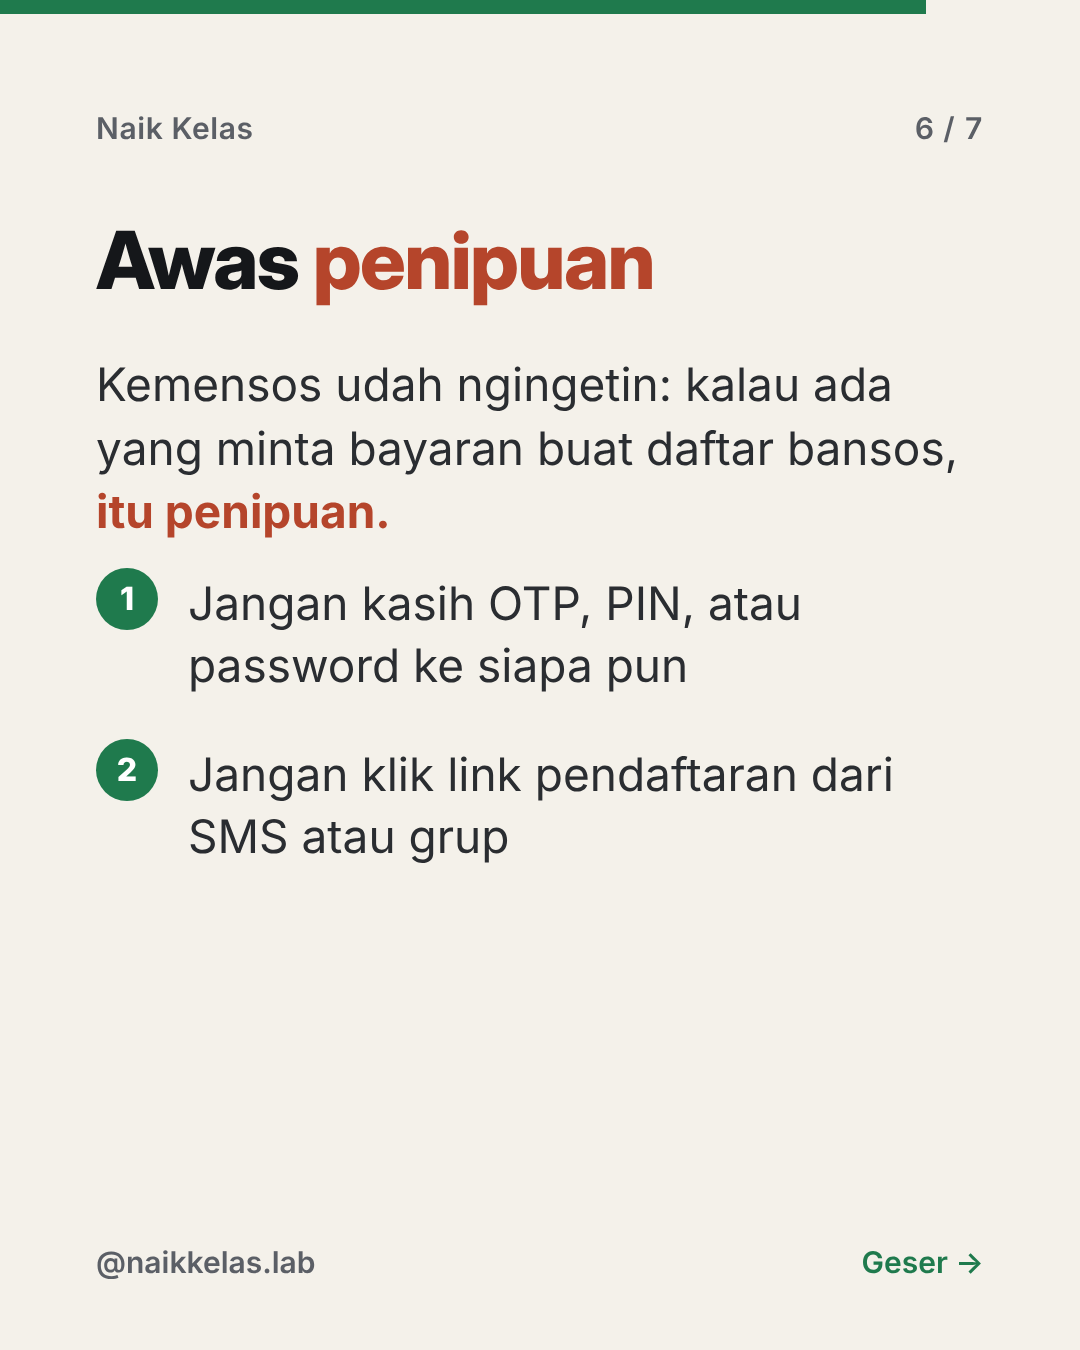 Naik Kelas
6 / 7
Awas penipuan
Kemensos udah ngingetin: kalau ada
yang minta bayaran buat daftar bansos,
itu penipuan.
1 Jangan kasih OTP, PIN, atau
password ke siapa pun
2 Jangan klik link pendaftaran dari
SMS atau grup
@naikkelas.lab
Geser →